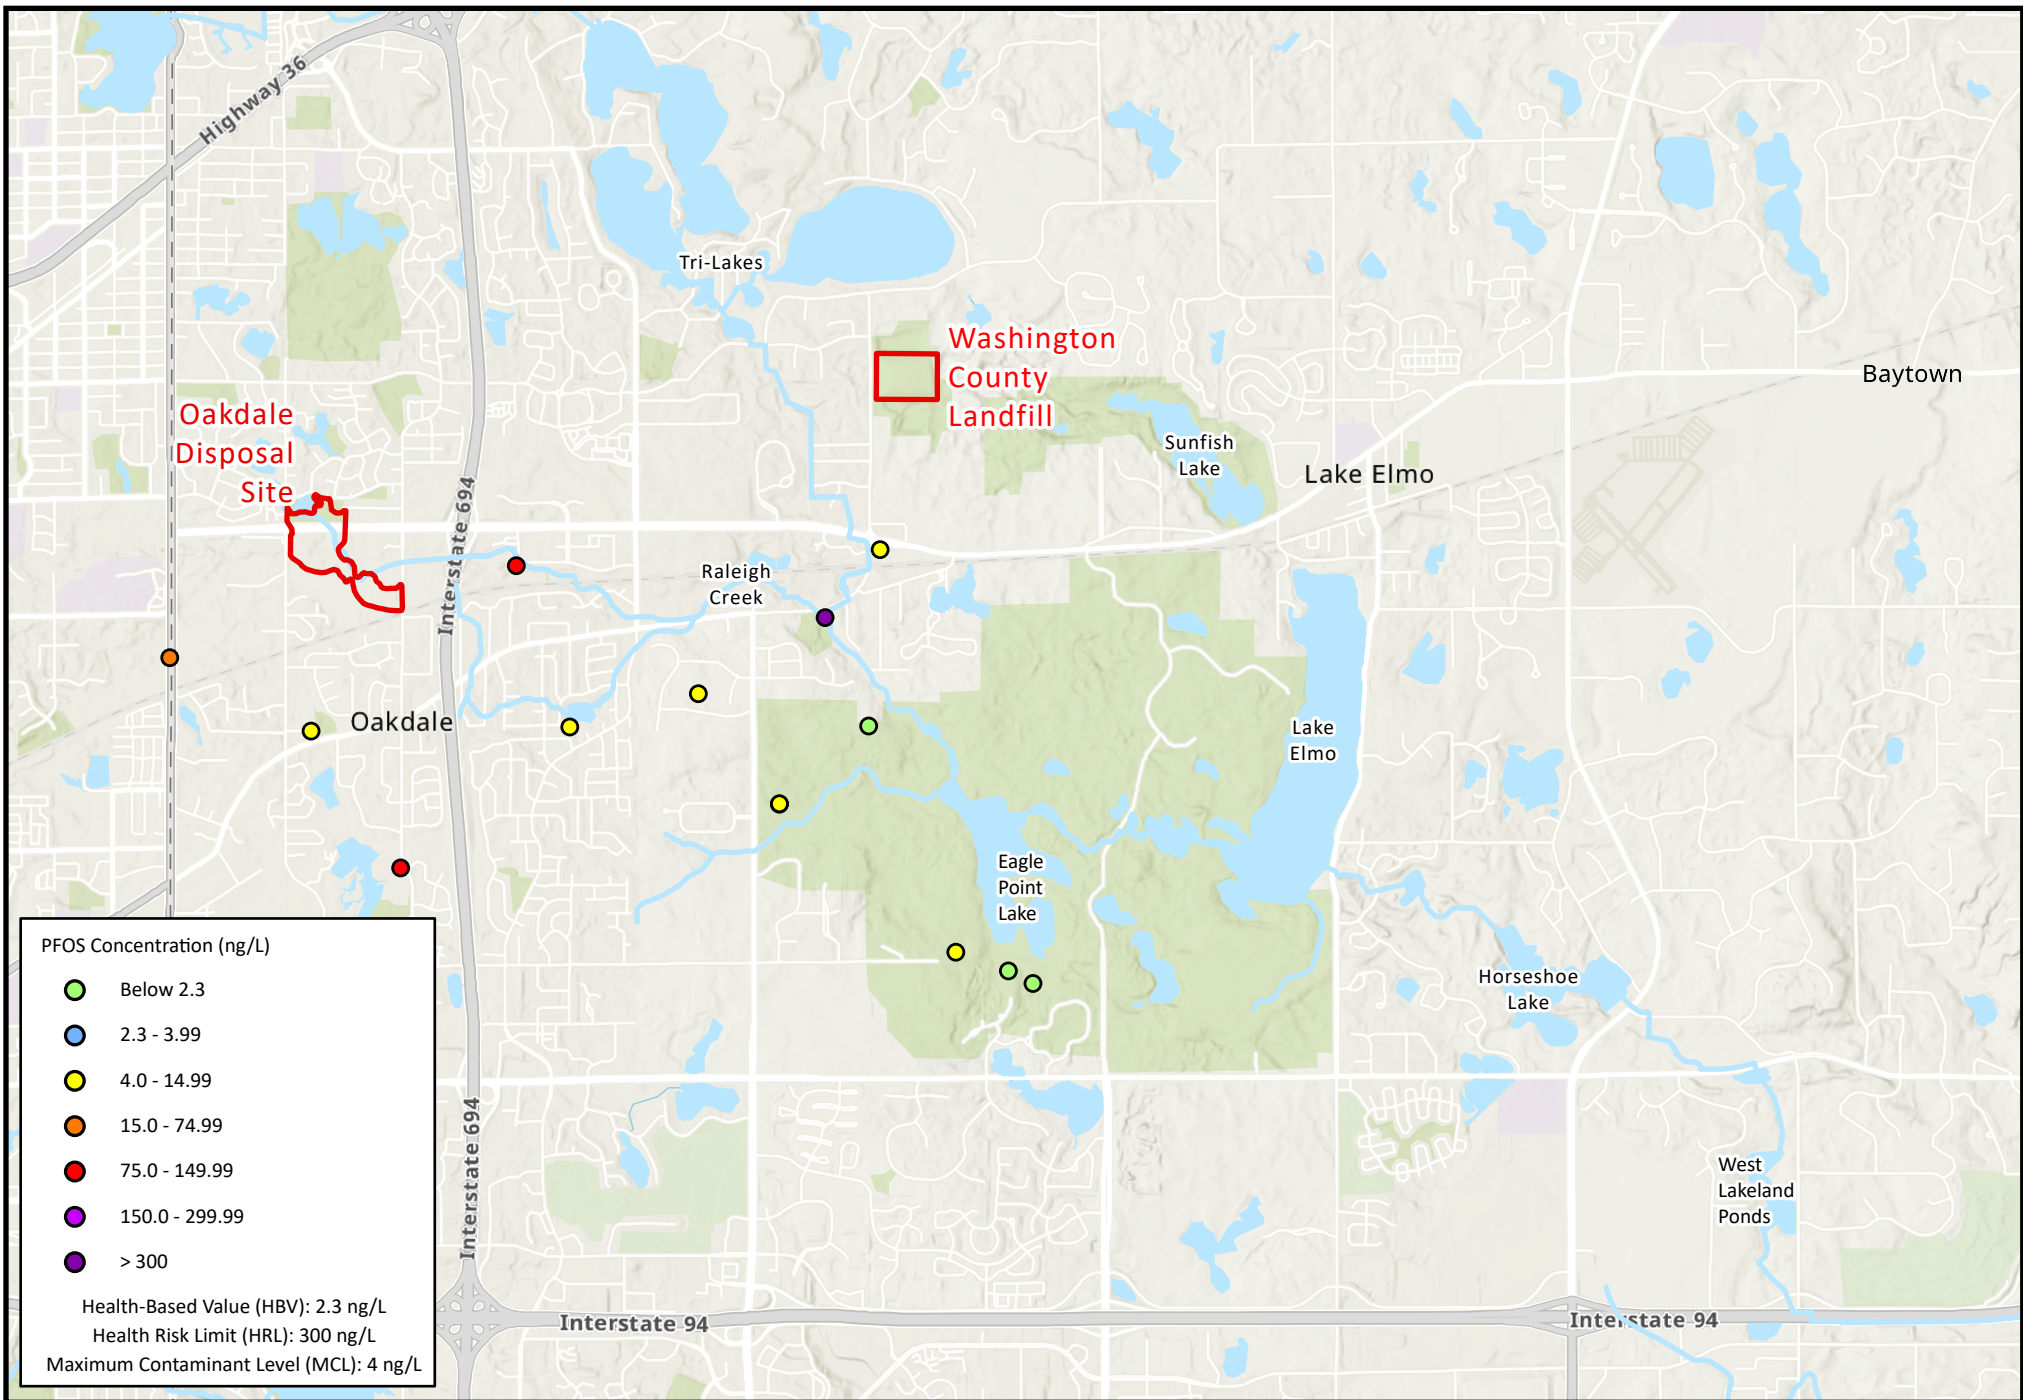 Highway 36
Tri-Lakes
Washington
County
Landfill
Baytown
Oakdale
Disposal
Site
Sunfish
Lake
Lake Elmo
Interstate 694
Raleigh
Creek
Oakdale
Lake
Elmo
Eagle
Point
Lake
Horseshoe
Lake
Interstate 694
West
Lakeland
Ponds
Interstate 94
Interstate 94
PFOS Concentration (ng/L)
Below 2.3
2.3 - 3.99
4.0 - 14.99
15.0 - 74.99
75.0 - 149.99
150.0 - 299.99
> 300
Health-Based Value (HBV): 2.3 ng/L
Health Risk Limit (HRL): 300 ng/L
Maximum Contaminant Level (MCL): 4 ng/L